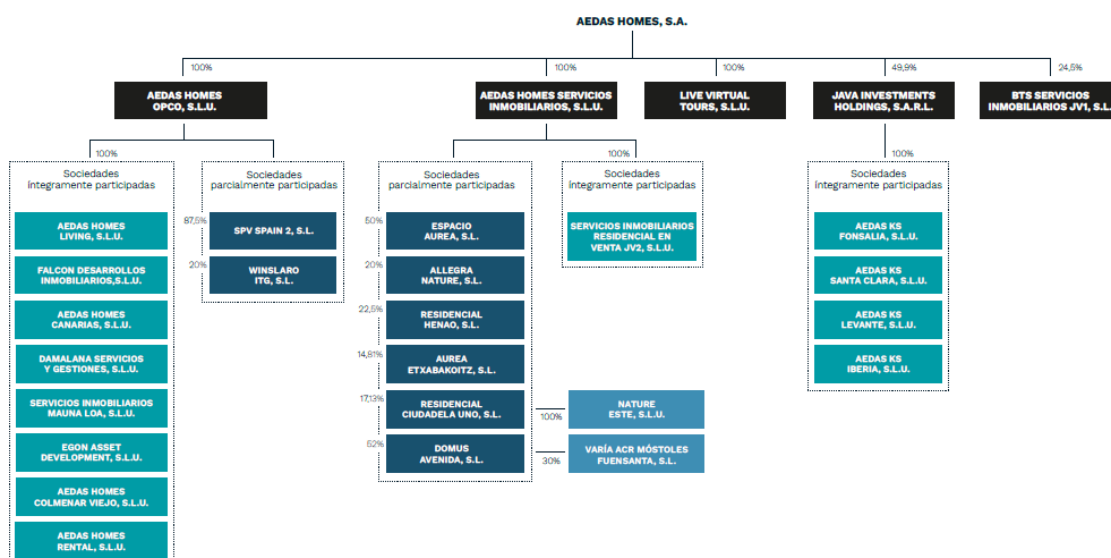 AEDAS HOMES, S.A.
100%
100%
100%
49,9%
24,5%
AEDAS HOMES
OPCO, S.L.U.
AEDAS HOMES SERVICIOS
INMOBILIARIOS, S.L.U.
LIVE VIRTUAL
TOURS, S.L.U.
JAVA INVESTMENTS
HOLDINGS, S.A.R.L.
BTS SERVICIOS
INMOBILIARIOS JV1, S.L.
100%
Sociedades
íntegramente participadas
AEDAS HOMES
LIVING, S.L.U.
FALCON DESARROLLOS
INMOBILIARIOS,S.L.U.
AEDAS HOMES
CANARIAS, S.L.U.
DAMALANA SERVICIOS
Y GESTIONES, S.L.U.
SERVICIOS INMOBILIARIOS
MAUNA LOA, S.L.U.
EGON ASSET
DEVELOPMENT, S.L.U.
AEDAS HOMES
COLMENAR VIEJO, S.L.U.
AEDAS HOMES
RENTAL, S.L.U.
Sociedades
parcialmente participadas
87,5%
SPV SPAIN 2, S.L.
20%
WINSLARO
ITG, S.L.
Sociedades
parcialmente participadas
50%
ESPACIO
AUREA, S.L.
20%
ALLEGRA
NATURE, S.L.
22,5%
RESIDENCIAL
HENAO, S.L.
14,81%
AUREA
ETXABAKOITZ, S.L.
17,13%
RESIDENCIAL
CIUDADELA UNO, S.L.
100%
NATURE
ESTE, S.L.U.
52%
DOMUS
AVENIDA, S.L.
30%
VARÍA ACR MÓSTOLES
FUENSANTA, S.L.
100%
Sociedades
íntegramente participadas
SERVICIOS INMOBILIARIOS
RESIDENCIAL EN
VENTA JV2, S.L.U.
100%
Sociedades
íntegramente participadas
AEDAS KS
FONSALIA, S.L.U.
AEDAS KS
SANTA CLARA, S.L.U.
AEDAS KS
LEVANTE, S.L.U.
AEDAS KS
IBERIA, S.L.U.